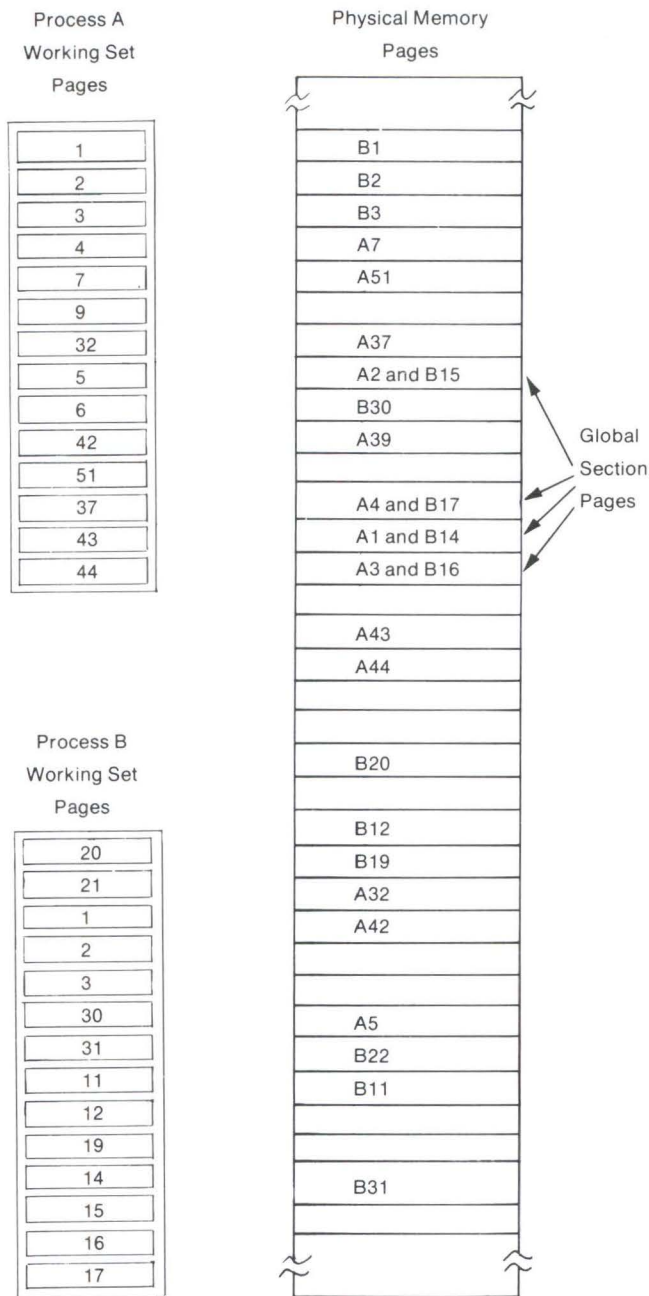 Process A
Working Set
Pages
1
2
3
4
7
9
32
5
6
42
51
37
43
44
Process B
Working Set
Pages
20
21
1
2
3
30
31
11
12
19
14
15
16
17
Physical Memory
Pages
B1
B2
B3
A7
A51
A37
A2 and B15
B30
A39
A4 and B17
A1 and B14
A3 and B16
A43
A44
B20
B12
B19
A32
A42
A5
B22
B11
B31
Global
Section
Pages